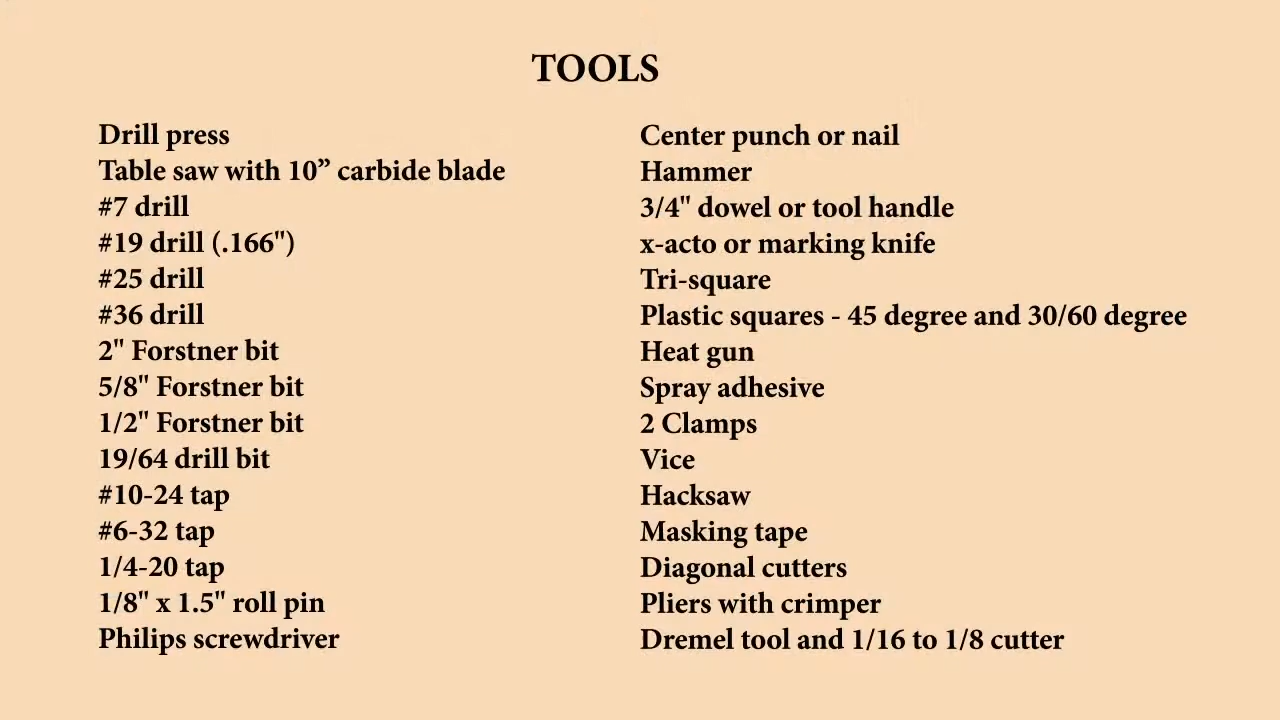 TOOLS
Drill press
Table saw with 10” carbide blade
#7 drill
#19 drill (.166")
#25 drill
#36 drill
2" Forstner bit
5/8" Forstner bit
1/2" Forstner bit
19/64 drill bit
#10-24 tap
#6-32 tap
1/4-20 tap
1/8" x 1.5" roll pin
Philips screwdriver
Center punch or nail
Hammer
3/4" dowel or tool handle
x-acto or marking knife
Tri-square
Plastic squares - 45 degree and 30/60 degree
Heat gun
Spray adhesive
2 Clamps
Vice
Hacksaw
Masking tape
Diagonal cutters
Pliers with crimper
Dremel tool and 1/16 to 1/8 cutter